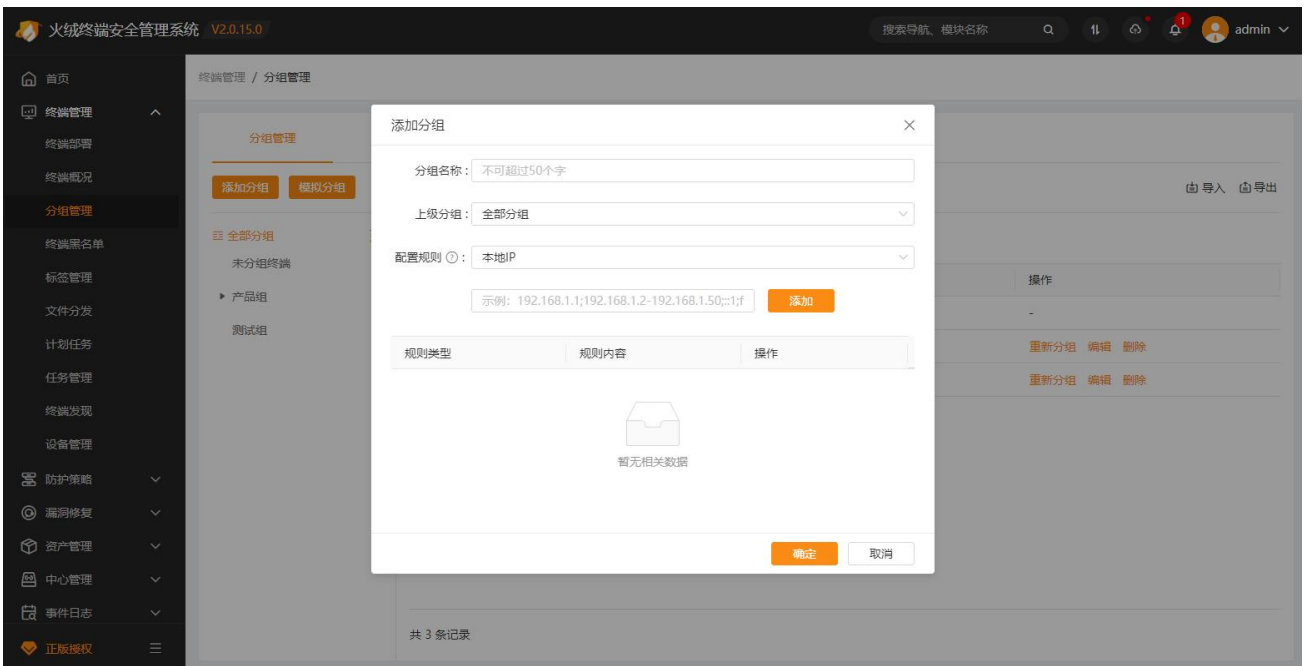 火绒终端安全管理系统 V2.0.15.0 搜索导航、模块名称 1 admin
首页
终端管理
终端部署
终端概况
分组管理
终端黑名单
标签管理
文件分发
计划任务
任务管理
终端发现
设备管理
防护策略
漏洞修复
资产管理
中心管理
事件日志
正版授权
终端管理 / 分组管理
分组管理
添加分组 模拟分组
导入 导出
全部分组
未分组终端
产品组
测试组
操作
-
重新分组 编辑 删除
重新分组 编辑 删除
共 3 条记录
添加分组
分组名称： 不可超过50个字
上级分组： 全部分组
配置规则 ?： 本地IP
示例：192.168.1.1;192.168.1.2-192.168.1.50;::1;f 添加
规则类型 规则内容 操作
暂无相关数据
确定 取消